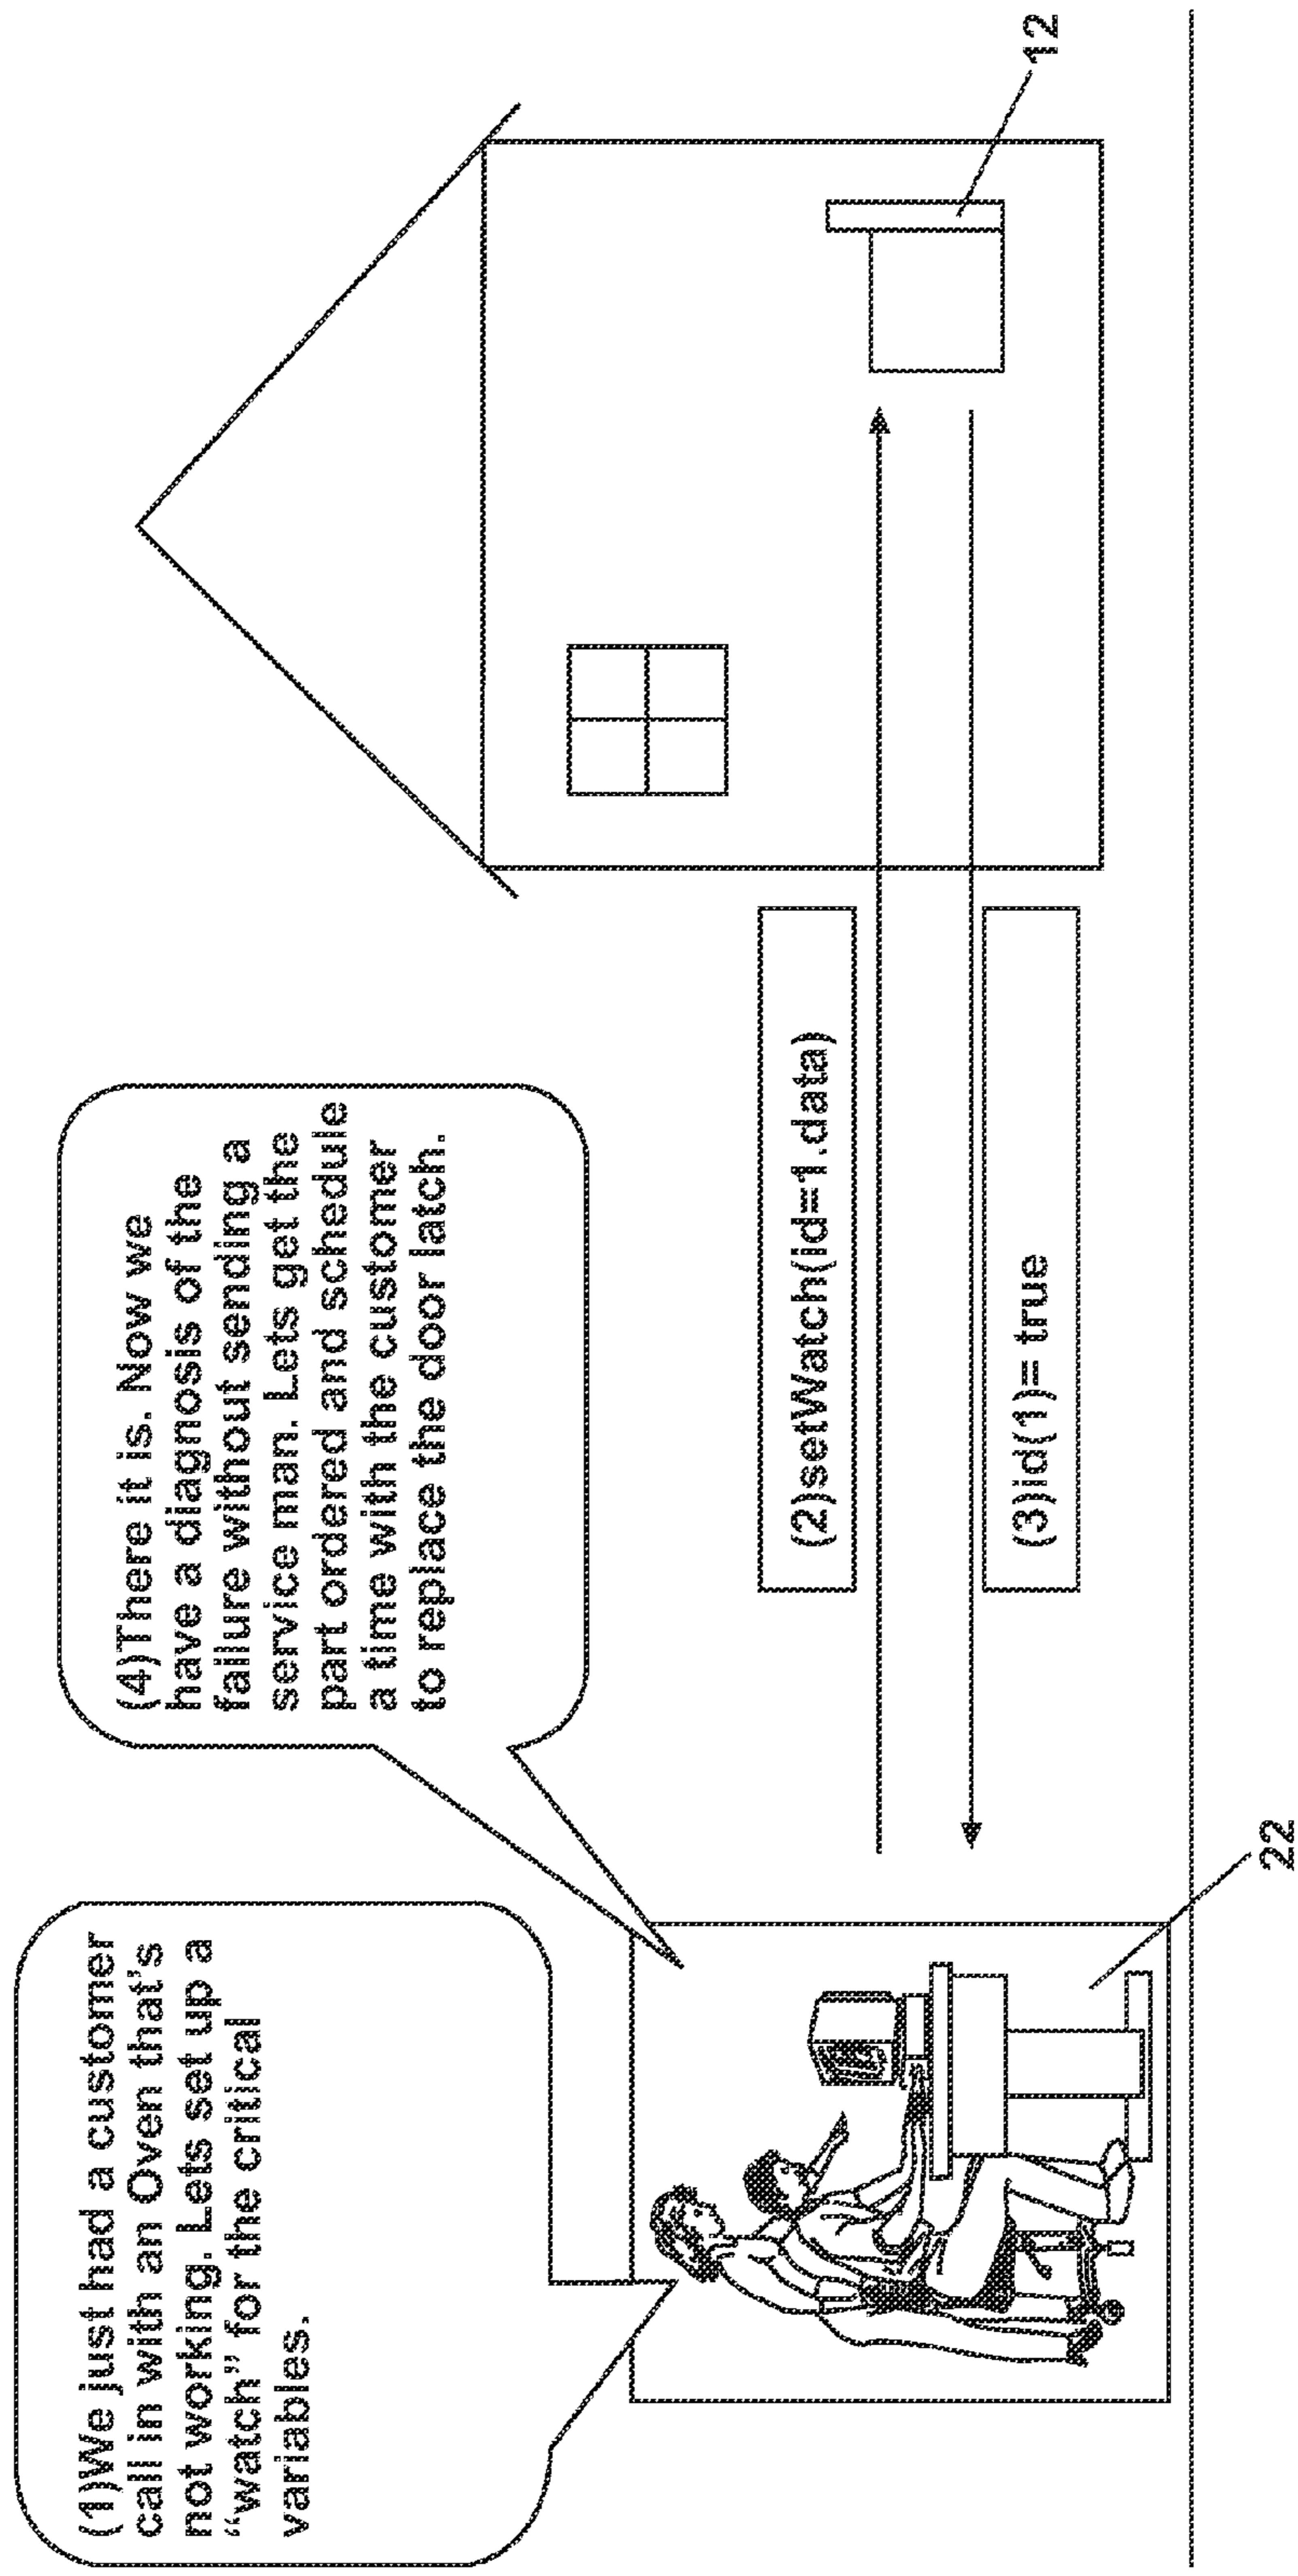 (1)We just had a customer
call in with an Oven that's
not working. Lets set up a
“watch” for the critical
variables.
(4)There it is. Now we
have a diagnosis of the
failure without sending a
service man. Lets get the
part ordered and schedule
a time with the customer
to replace the door latch.
(2)setWatch(id=1.data)
(3)id(1)= true
12
22